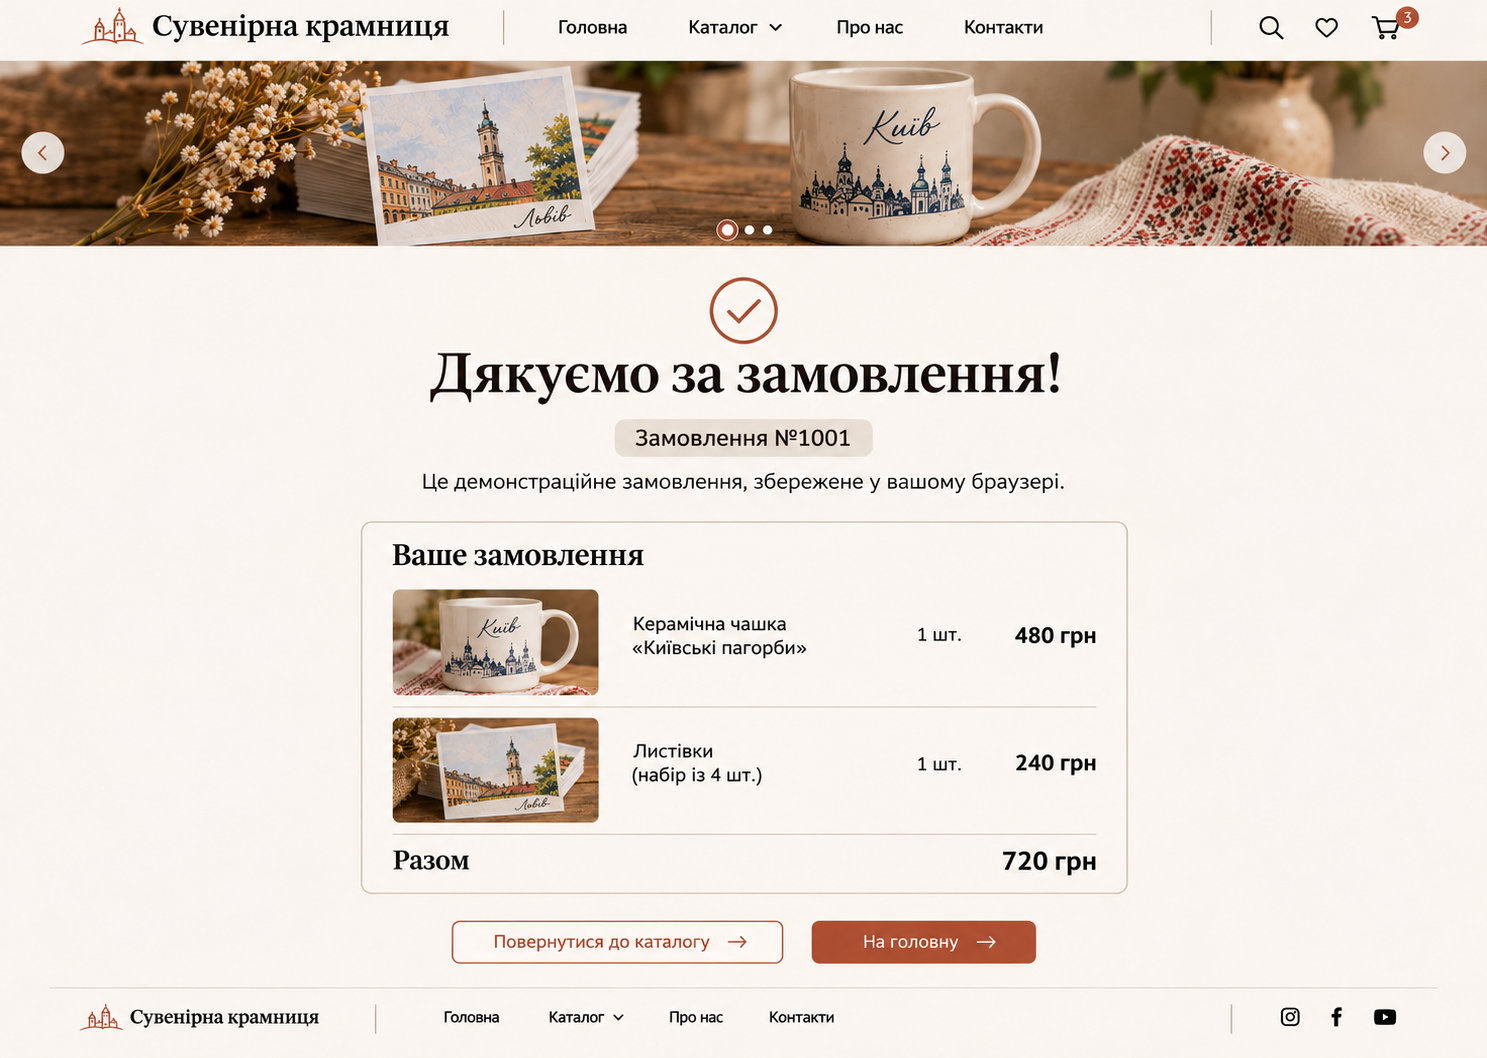 Сувенірна крамниця
Головна
Каталог
Про нас
Контакти
3
Львів
Київ
Дякуємо за замовлення!
Замовлення №1001
Це демонстраційне замовлення, збережене у вашому браузері.
Ваше замовлення
Київ
Керамічна чашка
«Київські пагорби»
1 шт.
480 грн
Львів
Листівки
(набір із 4 шт.)
1 шт.
240 грн
Разом
720 грн
Повернутися до каталогу
На головну
Сувенірна крамниця
Головна
Каталог
Про нас
Контакти